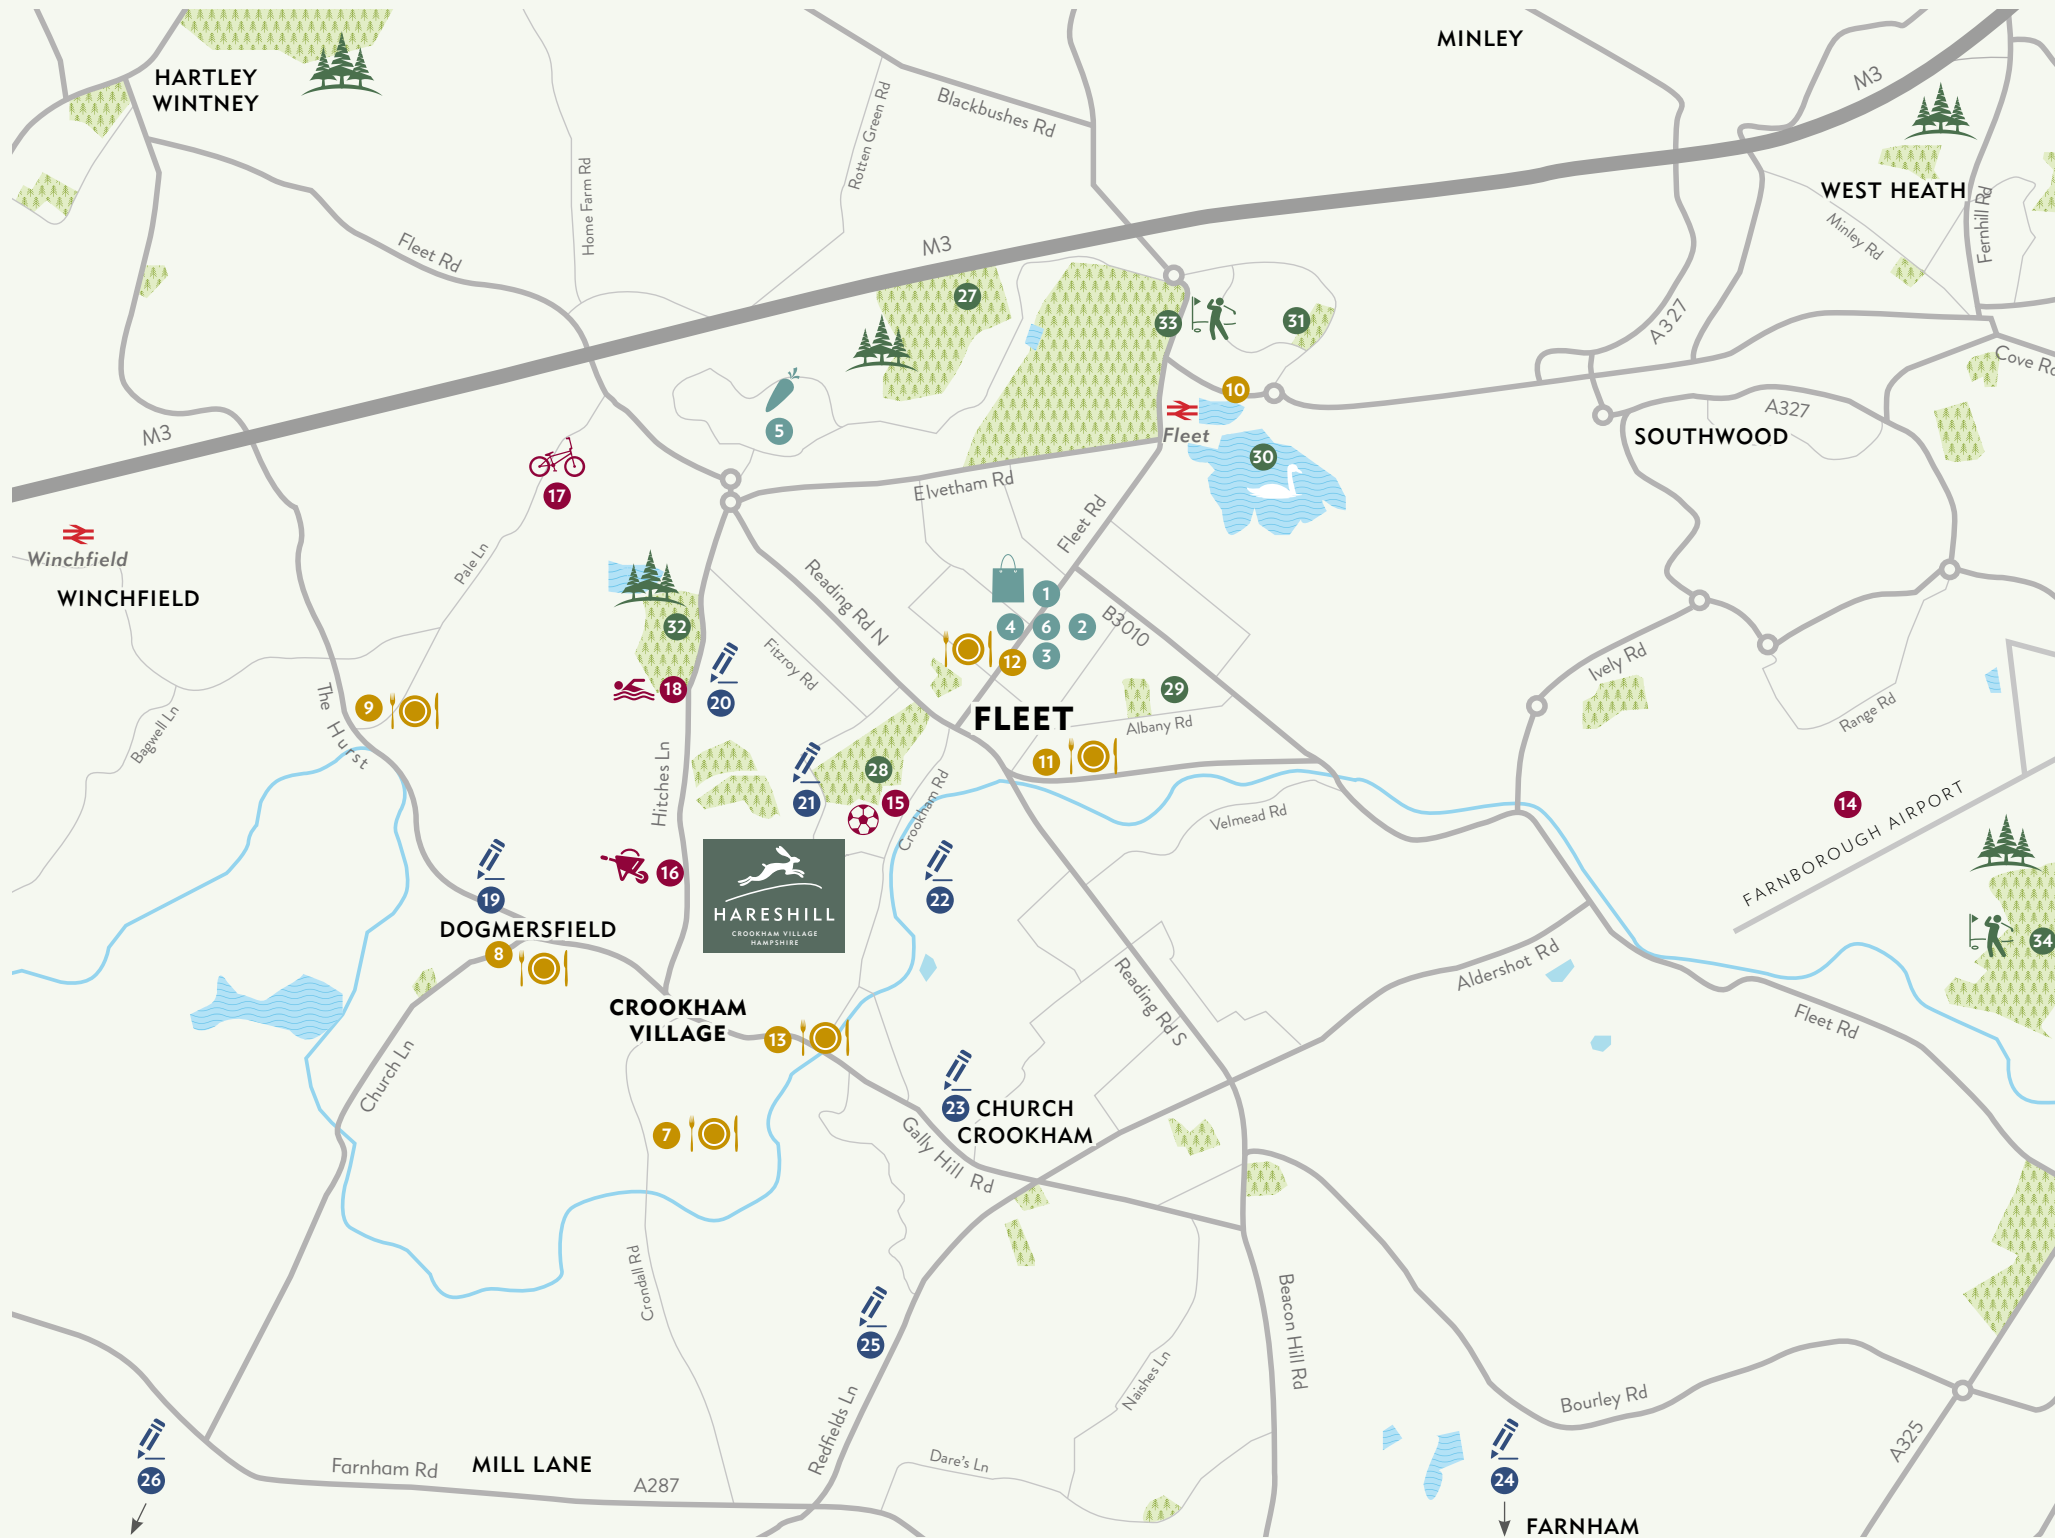 MINLEY
HARTLEY
WINTNEY
M3
Blackbushes Rd
Rotten Green Rd
Home Farm Rd
WEST HEATH
Fernhill Rd
Minley Rd
Fleet Rd
M3
27
33
31
A327
Cove Rd
10
5
Fleet
A327
SOUTHWOOD
M3
30
17
Elvetham Rd
Fleet Rd
Winchfield
WINCHFIELD
Pale Ln
Reading Rd N
1
4
6
2
B3010
3
12
32
Fitzroy Rd
Ively Rd
18
20
29
9
The Hurst
Bagwell Ln
FLEET
Albany Rd
Range Rd
11
28
Hitches Ln
21
15
Crookham Rd
Velmead Rd
14
FARNBOROUGH AIRPORT
16
22
19
HARESHILL
CROOKHAM VILLAGE
HAMPSHIRE
DOGMERSFIELD
8
34
Aldershot Rd
Reading Rd S
CROOKHAM
VILLAGE
13
Fleet Rd
Church Ln
23
CHURCH
CROOKHAM
7
Gally Hill Rd
Crondall Rd
Beacon Hill Rd
25
Naishes Ln
Redfields Ln
Bourley Rd
A325
26
Farnham Rd
MILL LANE
A287
Dare's Ln
24
FARNHAM